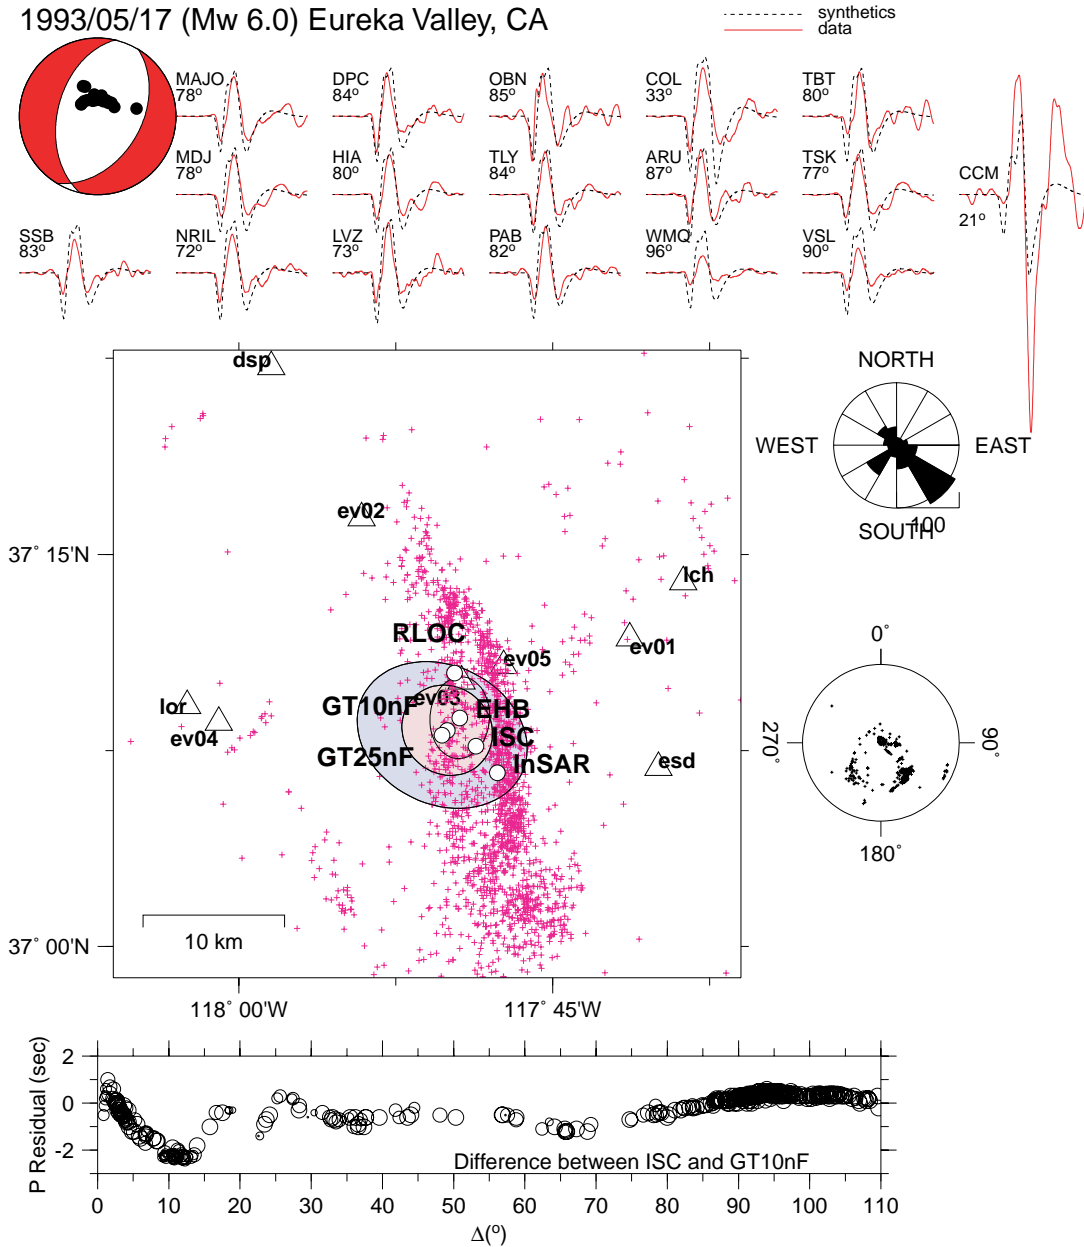 1993/05/17 (Mw 6.0) Eureka Valley, CA
synthetics
data
MAJO
78°
DPC
84°
OBN
85°
COL
33°
TBT
80°
MDJ
78°
HIA
80°
TLY
84°
ARU
87°
TSK
77°
CCM
21°
SSB
83°
NRIL
72°
LVZ
73°
PAB
82°
WMQ
96°
VSL
90°
dsp
ev02
lch
RLOC
ev01
ev05
lor
ev03
GT10nF
EHB
ev04
ISC
GT25nF
InSAR
esd
37° 15'N
37° 00'N
10 km
118° 00'W
117° 45'W
NORTH
WEST
EAST
SOUTH
100
0°
270°
90°
180°
P Residual (sec)
2
0
-2
Difference between ISC and GT10nF
0 10 20 30 40 50 60 70 80 90 100 110
Δ(°)